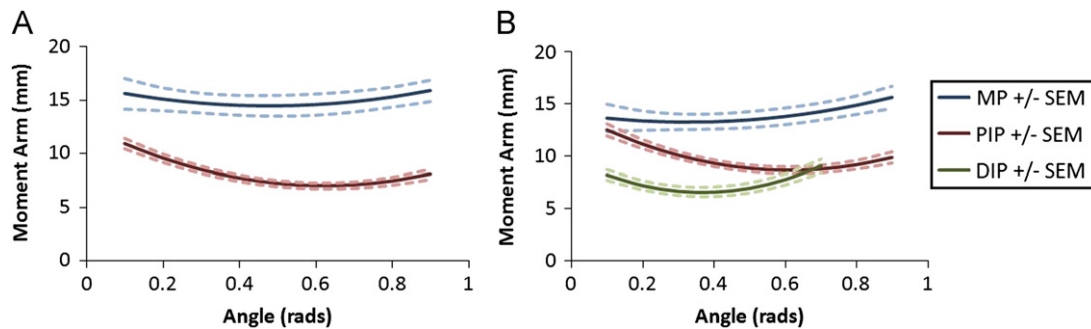 A
Moment Arm (mm)
20
15
10
5
0
0 0.2 0.4 0.6 0.8 1
Angle (rads)
B
Moment Arm (mm)
20
15
10
5
0
0 0.2 0.4 0.6 0.8 1
Angle (rads)
MP +/- SEM
PIP +/- SEM
DIP +/- SEM